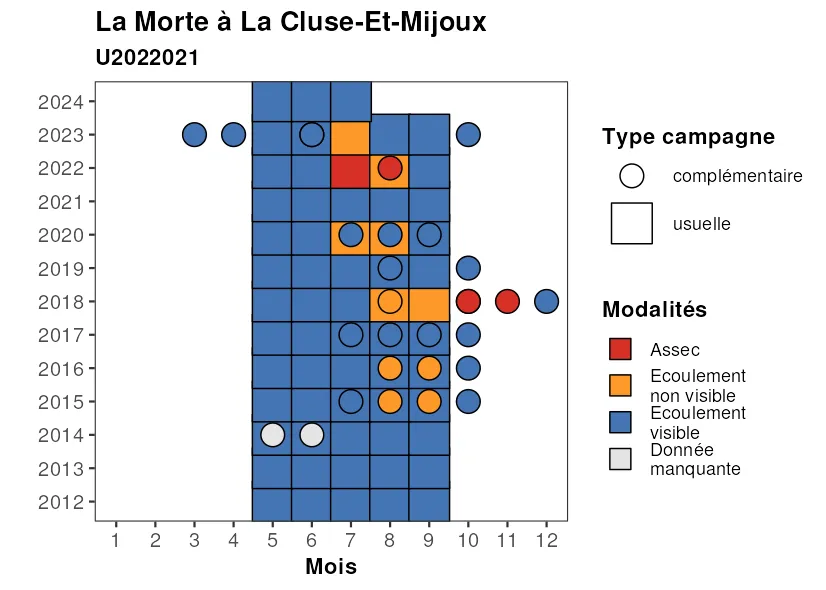 La Morte à La Cluse-Et-Mijoux
U2022021
2024
2023
2022
2021
2020
2019
2018
2017
2016
2015
2014
2013
2012
1 2 3 4 5 6 7 8 9 10 11 12
Mois
Type campagne
complémentaire
usuelle
Modalités
Assec
Ecoulement
non visible
Ecoulement
visible
Donnée
manquante